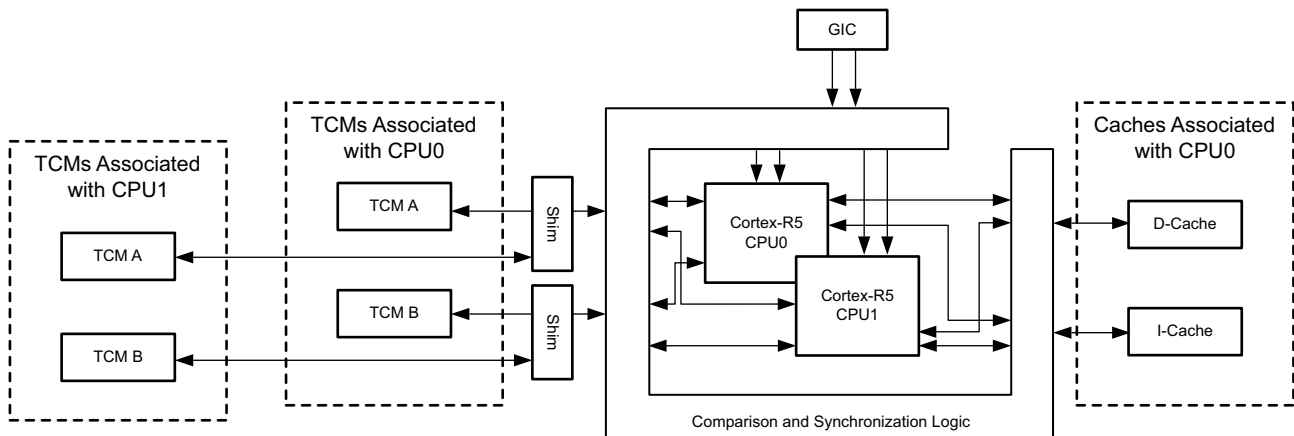 GIC
TCMs Associated
with CPU1
TCM A
TCM B
TCMs Associated
with CPU0
TCM A
TCM B
Shim
Shim
Cortex-R5
CPU0
Cortex-R5
CPU1
Comparison and Synchronization Logic
Caches Associated
with CPU0
D-Cache
I-Cache